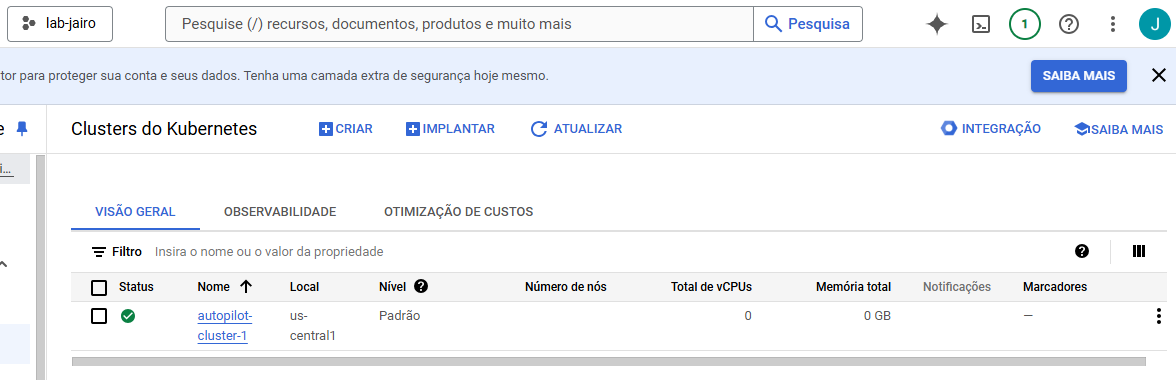 lab-jairo
Pesquise (/) recursos, documentos, produtos e muito mais
Pesquisa
1
J
tor para proteger sua conta e seus dados. Tenha uma camada extra de segurança hoje mesmo.
SAIBA MAIS
e
Clusters do Kubernetes
CRIAR
IMPLANTAR
ATUALIZAR
INTEGRAÇÃO
SAIBA MAIS
i...
VISÃO GERAL
OBSERVABILIDADE
OTIMIZAÇÃO DE CUSTOS
Filtro
Insira o nome ou o valor da propriedade
Status
Nome
Local
Nível
Número de nós
Total de vCPUs
Memória total
Notificações
Marcadores
autopilot-
cluster-1
us-
central1
Padrão
0
0 GB
—